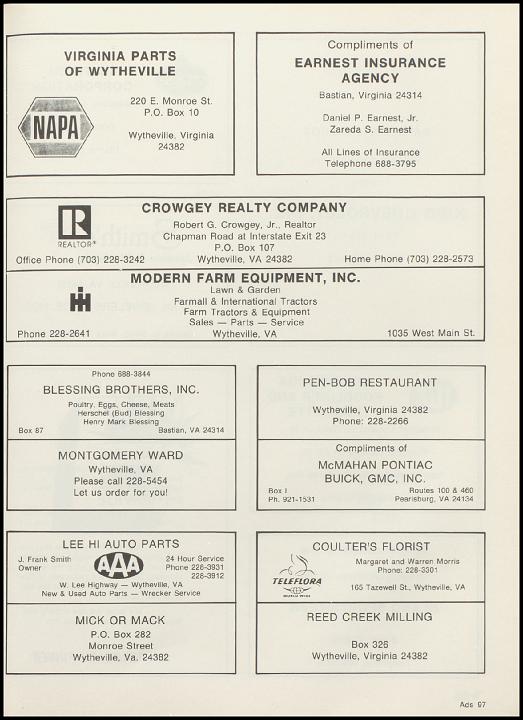 VIRGINIA PARTS
OF WYTHEVILLE
NAPA
220 E. Monroe St.
P.O. Box 10
Wytheville, Virginia
24382
Compliments of
EARNEST INSURANCE
AGENCY
Bastian, Virginia 24314
Daniel P. Earnest, Jr.
Zareda S. Earnest
All Lines of Insurance
Telephone 688-3795
CROWGEY REALTY COMPANY
R
REALTOR®
Robert G. Crowgey, Jr., Realtor
Chapman Road at Interstate Exit 23
P.O. Box 107
Office Phone (703) 228-3242 Wytheville, VA 24382 Home Phone (703) 228-2573
MODERN FARM EQUIPMENT, INC.
Lawn & Garden
Farmall & International Tractors
Farm Tractors & Equipment
Sales — Parts — Service
Phone 228-2641 Wytheville, VA 1035 West Main St.
Phone 688-3844
BLESSING BROTHERS, INC.
Poultry, Eggs, Cheese, Meats
Herschel (Bud) Blessing
Henry Mark Blessing
Box 87 Bastian, VA 24314
MONTGOMERY WARD
Wytheville, VA
Please call 228-5454
Let us order for you!
PEN-BOB RESTAURANT
Wytheville, Virginia 24382
Phone: 228-2266
Compliments of
McMAHAN PONTIAC
BUICK, GMC, INC.
Box I Routes 100 & 460
Ph. 921-1531 Pearisburg, VA 24134
LEE HI AUTO PARTS
J. Frank Smith
Owner
AAA
24 Hour Service
Phone 228-3931
228-3912
W. Lee Highway — Wytheville, VA
New & Used Auto Parts — Wrecker Service
MICK OR MACK
P.O. Box 282
Monroe Street
Wytheville, Va. 24382
COULTER'S FLORIST
Margaret and Warren Morris
Phone: 228-3301
TELEFLORA
WORLD WIDE
165 Tazewell St., Wytheville, VA
REED CREEK MILLING
Box 326
Wytheville, Virginia 24382
Ads 97